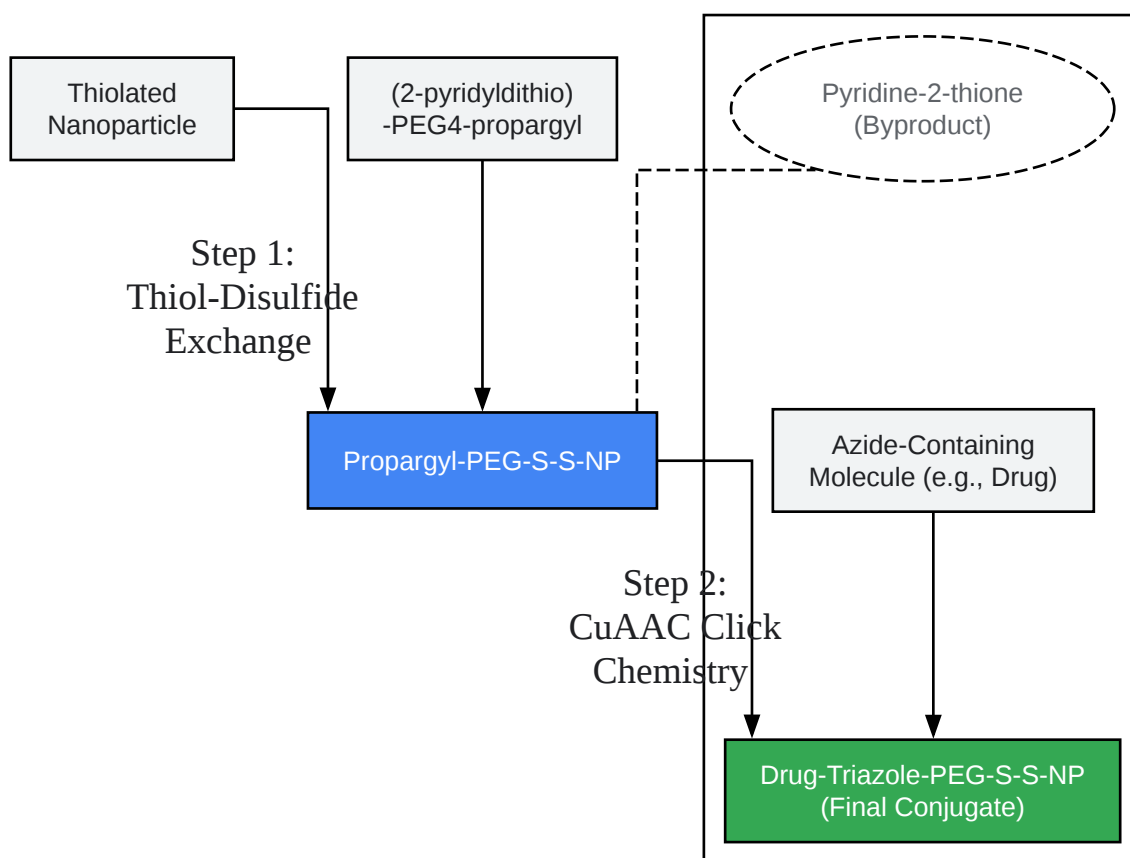 Thiolated
Nanoparticle
(2-pyridyldithio)
-PEG4-propargyl
Pyridine-2-thione
(Byproduct)
Step 1:
Thiol-Disulfide
Exchange
Propargyl-PEG-S-S-NP
Azide-Containing
Molecule (e.g., Drug)
Step 2:
CuAAC Click
Chemistry
Drug-Triazole-PEG-S-S-NP
(Final Conjugate)